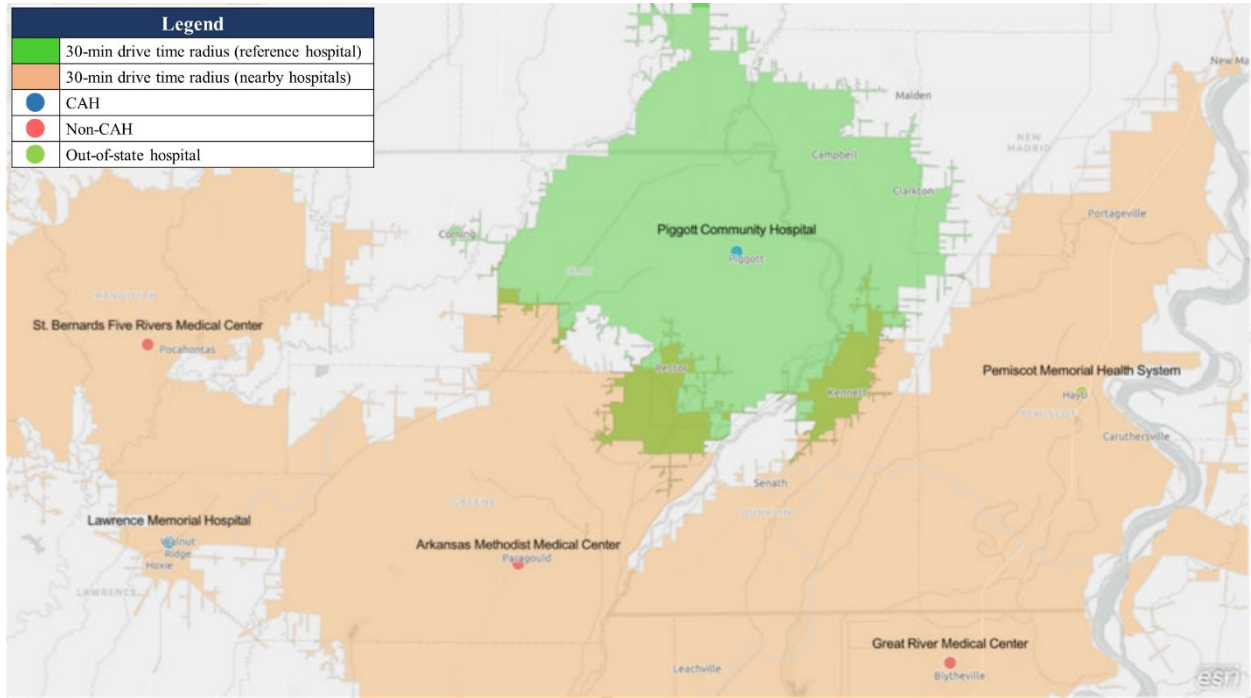 Legend
30-min drive time radius (reference hospital)
30-min drive time radius (nearby hospitals)
CAH
Non-CAH
Out-of-state hospital
New Ma
Malden
NEW
MADRID
Campbell
Clarkton
Portageville
Piggott Community Hospital
Piggott
Corning
CLAY
RANDOLPH
St. Bernards Five Rivers Medical Center
Pocahontas
Rector
Kennett
Pemiscot Memorial Health System
Hayti
PEMISCOT
Caruthersville
Senath
GREENE
DUNKLIN
Lawrence Memorial Hospital
Walnut
Ridge
Hoxie
Arkansas Methodist Medical Center
Paragould
LAWRENCE
Great River Medical Center
Leachville
Blytheville
esri